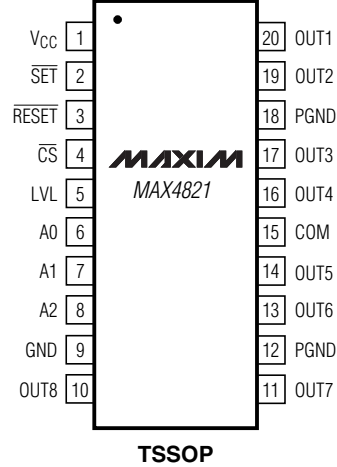 VCC 1 20 OUT1
SET 2 19 OUT2
RESET 3 18 PGND
CS 4 MAXIM 17 OUT3
LVL 5 MAX4821 16 OUT4
A0 6 15 COM
A1 7 14 OUT5
A2 8 13 OUT6
GND 9 12 PGND
OUT8 10 11 OUT7
TSSOP